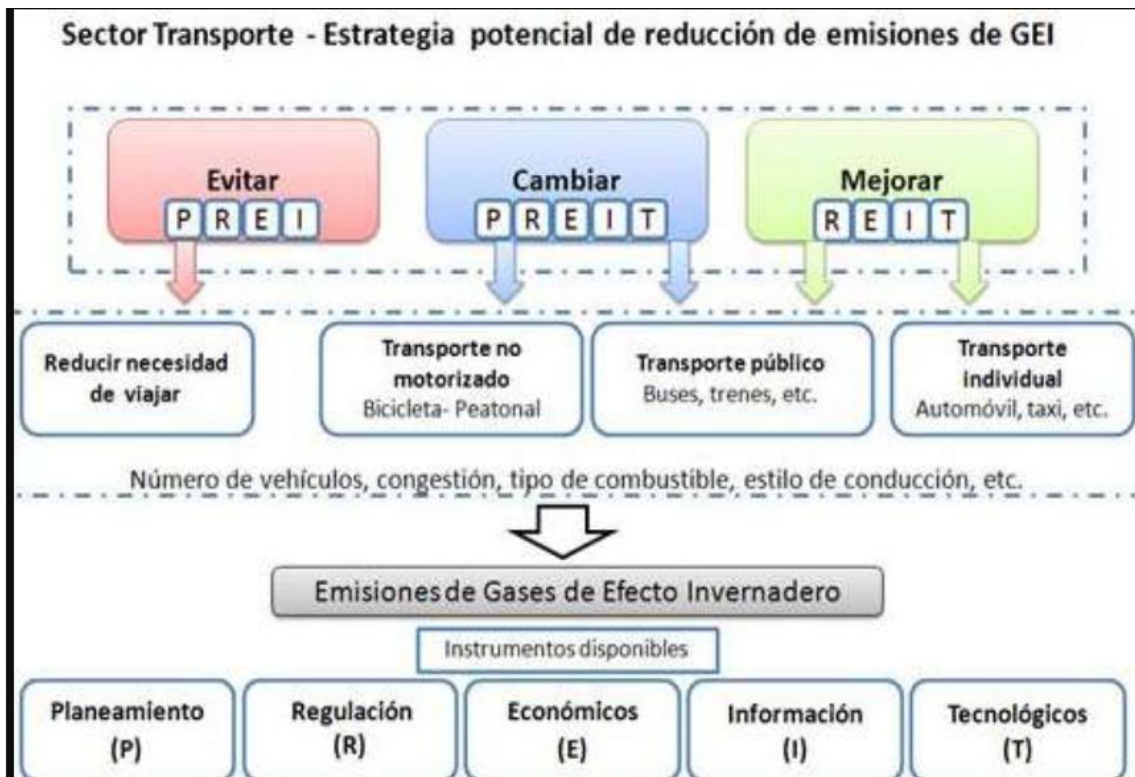 Sector Transporte - Estrategia potencial de reducción de emisiones de GEI
Evitar
P R E I
Cambiar
P R E I T
Mejorar
R E I T
Reducir necesidad
de viajar
Transporte no
motorizado
Bicicleta- Peatonal
Transporte público
Buses, trenes, etc.
Transporte
individual
Automóvil, taxi, etc.
Número de vehículos, congestión, tipo de combustible, estilo de conducción, etc.
Emisiones de Gases de Efecto Invernadero
Instrumentos disponibles
Planeamiento
(P)
Regulación
(R)
Económicos
(E)
Información
(I)
Tecnológicos
(T)